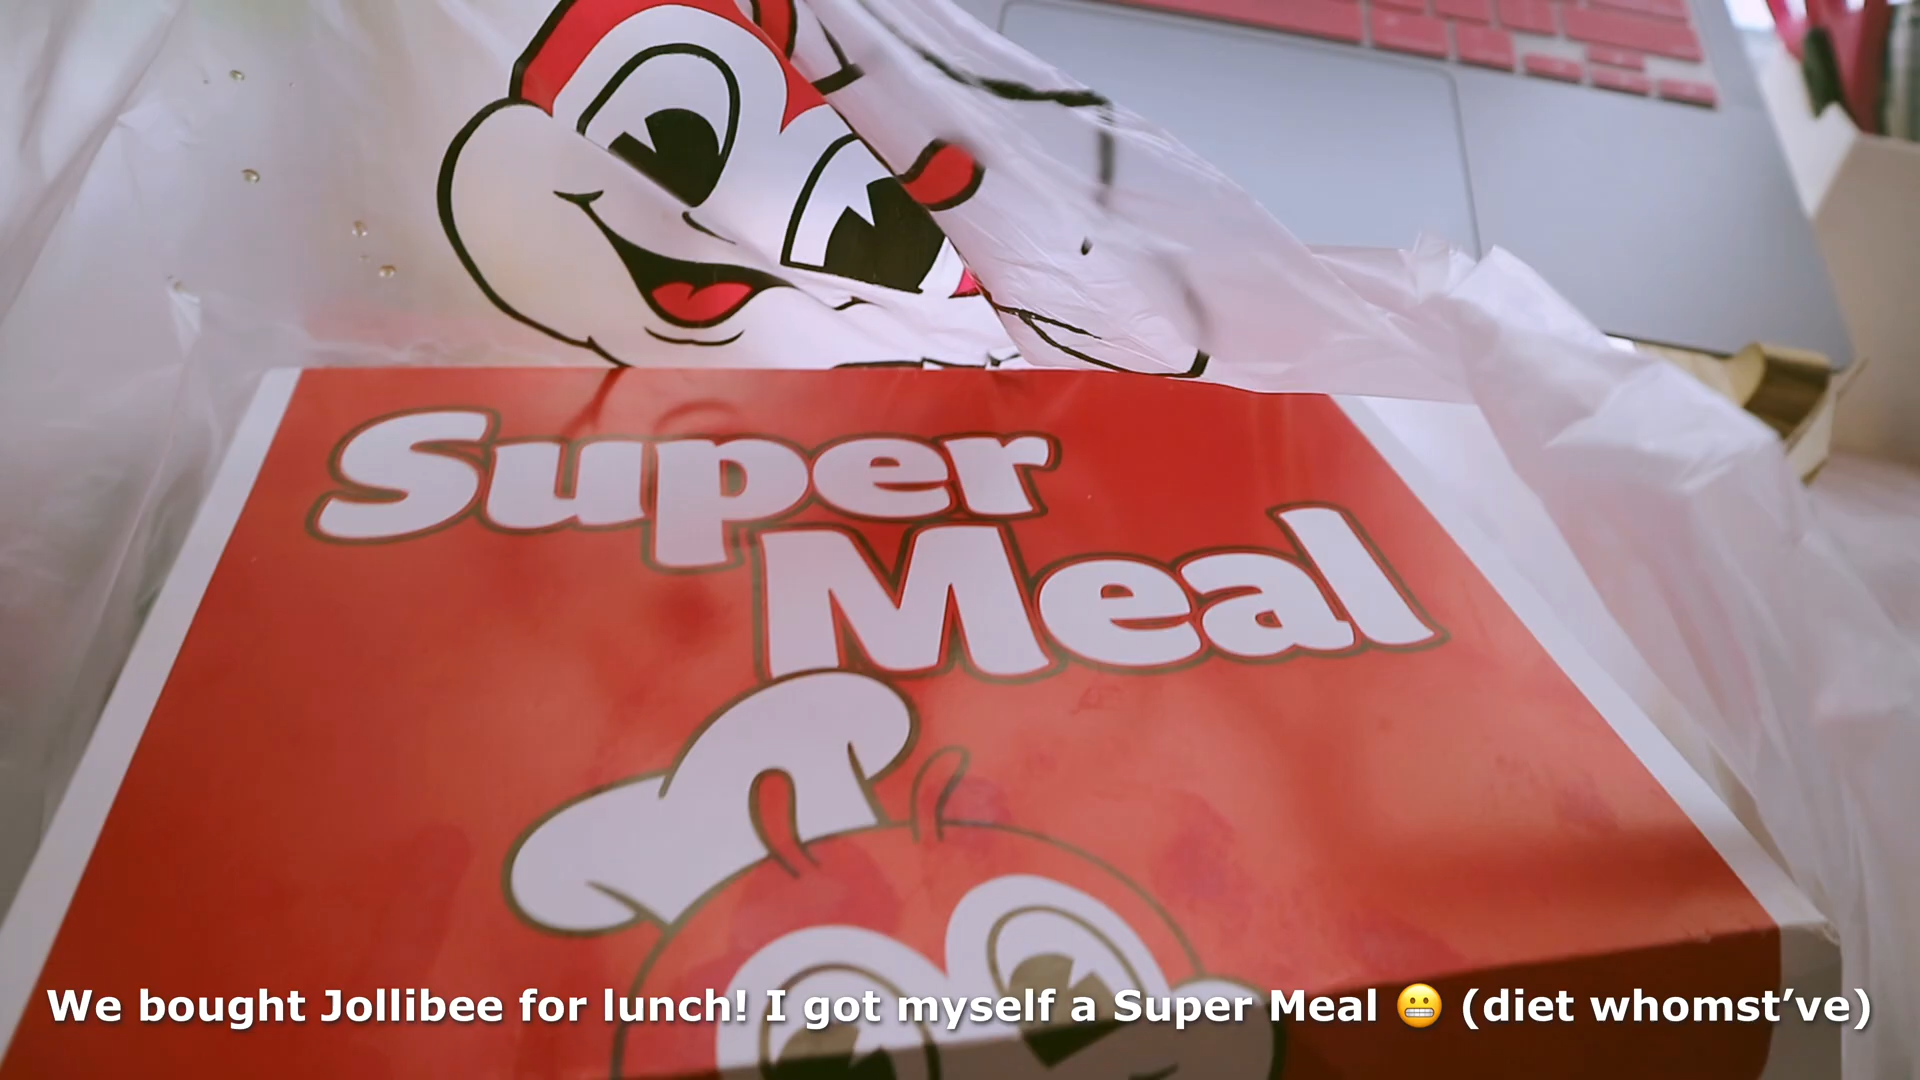 Super
Meal
We bought Jollibee for lunch! I got myself a Super Meal 😬 (diet whomst’ve)